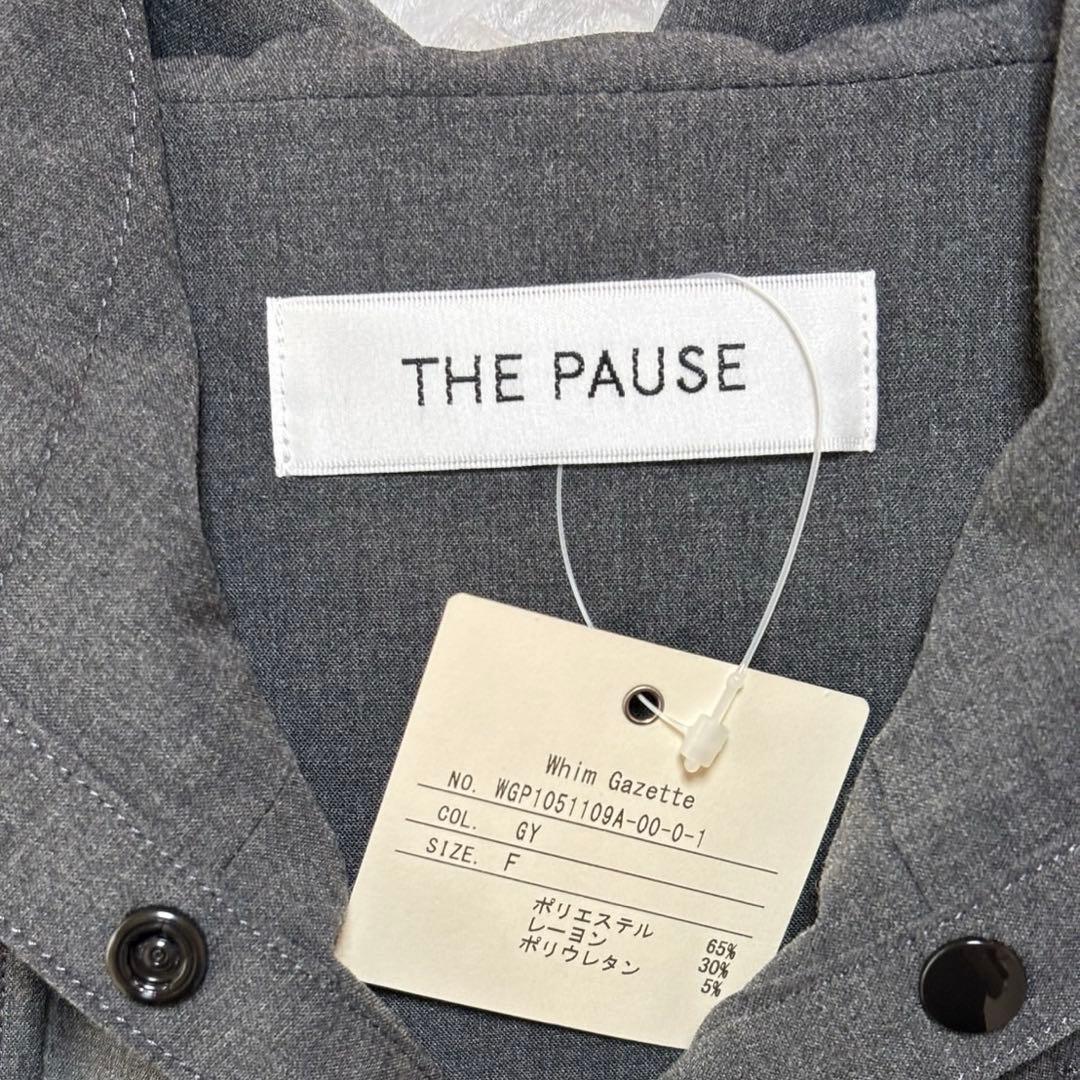 THE PAUSE
Whim Gazette
NO. WGP1051109A-00-0-1
COL. GY
SIZE. F
ポリエステル 65%
レーヨン 30%
ポリウレタン 5%